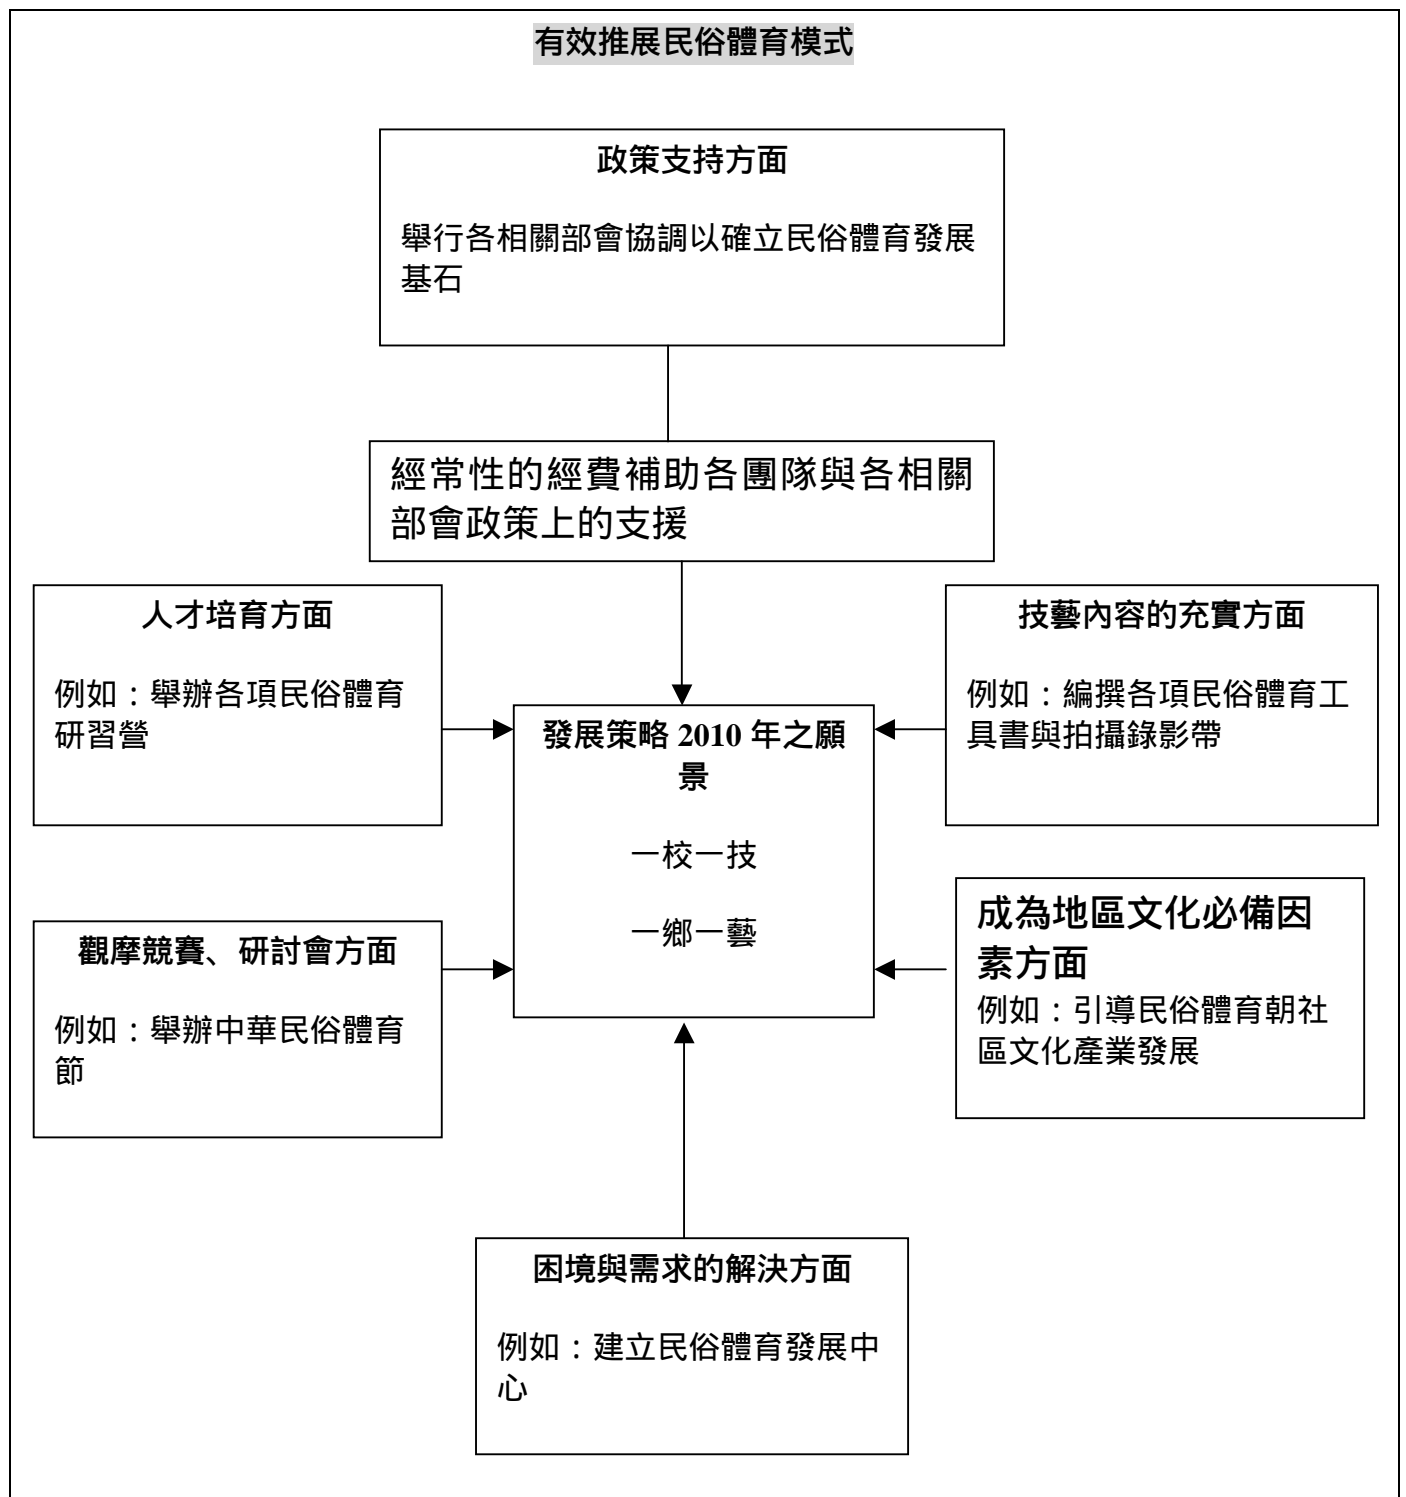 有效推展民俗體育模式
政策支持方面
舉行各相關部會協調以確立民俗體育發展
基石
經常性的經費補助各團隊與各相關
部會政策上的支援
人才培育方面
例如：舉辦各項民俗體育
研習營
技藝內容的充實方面
例如：編撰各項民俗體育工
具書與拍攝錄影帶
發展策略 2010 年之願
景
一校一技
一鄉一藝
觀摩競賽、研討會方面
例如：舉辦中華民俗體育
節
成為地區文化必備因
素方面
例如：引導民俗體育朝社
區文化產業發展
困境與需求的解決方面
例如：建立民俗體育發展中
心